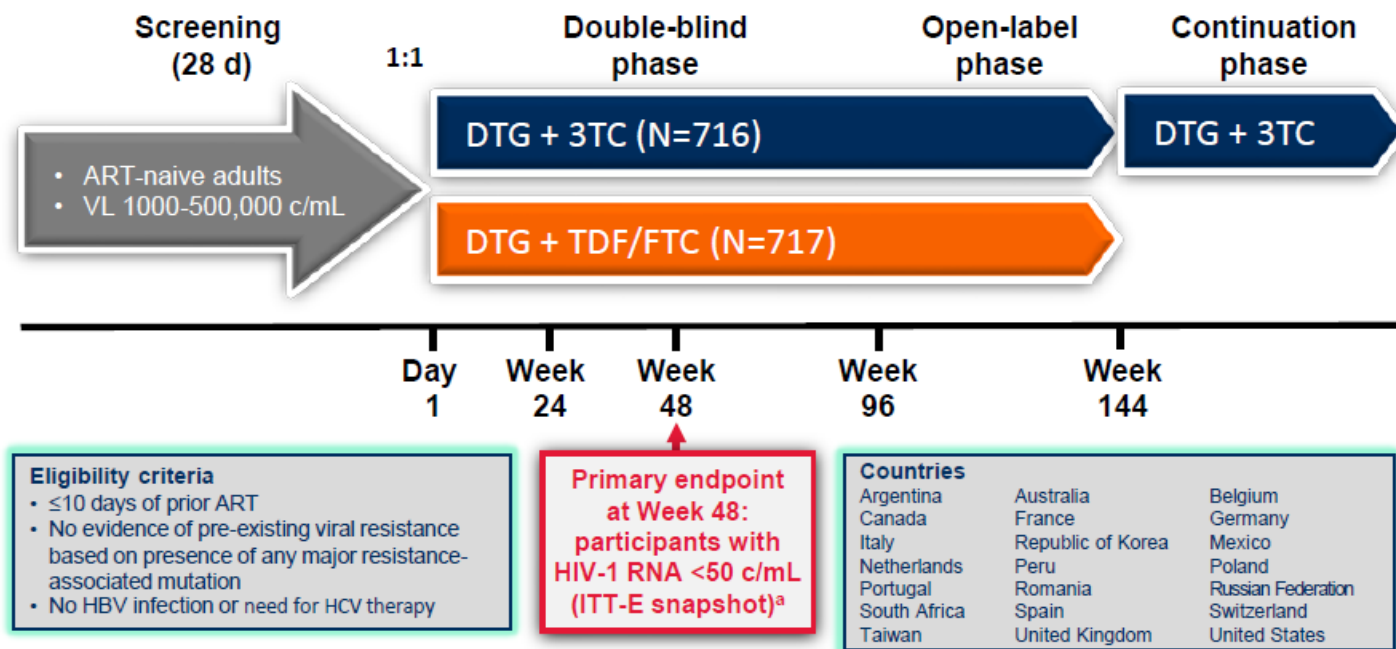 Screening
(28 d)
1:1
Double-blind
phase
Open-label
phase
Continuation
phase
• ART-naive adults
• VL 1000-500,000 c/mL
DTG + 3TC (N=716)
DTG + 3TC
DTG + TDF/FTC (N=717)
Day
1
Week
24
Week
48
Week
96
Week
144
Eligibility criteria
• ≤10 days of prior ART
• No evidence of pre-existing viral resistance
based on presence of any major resistance-
associated mutation
• No HBV infection or need for HCV therapy
Primary endpoint
at Week 48:
participants with
HIV-1 RNA <50 c/mL
(ITT-E snapshot)ᵃ
Countries
Argentina Australia Belgium
Canada France Germany
Italy Republic of Korea Mexico
Netherlands Peru Poland
Portugal Romania Russian Federation
South Africa Spain Switzerland
Taiwan United Kingdom United States